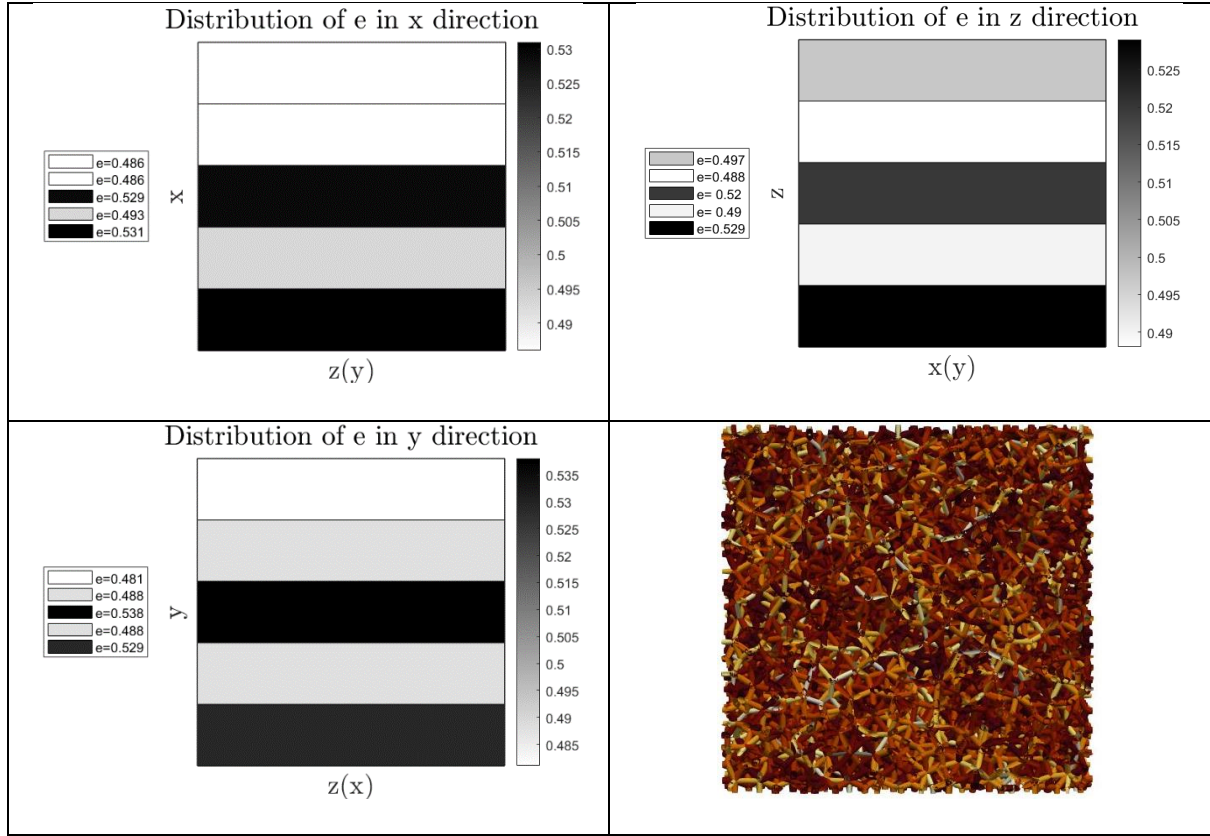 Distribution of e in x direction
e=0.486
e=0.486
e=0.529
e=0.493
e=0.531
x
z(y)
0.53
0.525
0.52
0.515
0.51
0.505
0.5
0.495
0.49
Distribution of e in z direction
e=0.497
e=0.488
e= 0.52
e= 0.49
e=0.529
z
x(y)
0.525
0.52
0.515
0.51
0.505
0.5
0.495
0.49
Distribution of e in y direction
e=0.481
e=0.488
e=0.538
e=0.488
e=0.529
y
z(x)
0.535
0.53
0.525
0.52
0.515
0.51
0.505
0.5
0.495
0.49
0.485